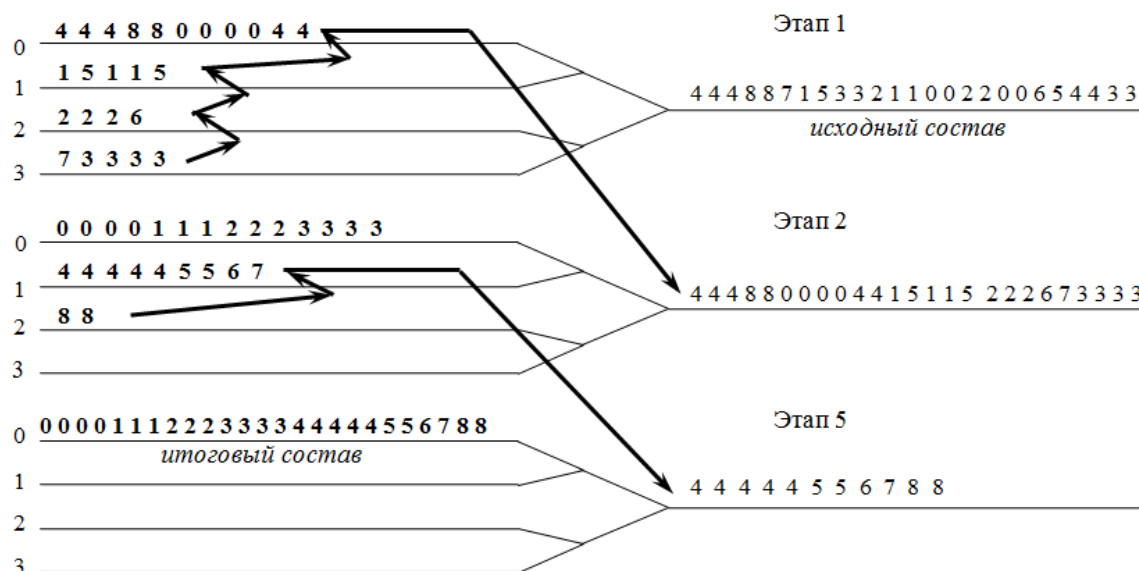 Этап 1
0 4 4 4 8 8 0 0 0 0 4 4
1 1 5 1 1 5
4 4 4 8 8 7 1 5 3 3 2 1 1 0 0 2 2 0 0 6 5 4 4 3 3
исходный состав
2 2 2 2 6
3 7 3 3 3 3
Этап 2
0 0 0 0 0 1 1 1 2 2 2 3 3 3 3
1 4 4 4 4 4 5 5 6 7
4 4 4 8 8 0 0 0 0 4 4 1 5 1 1 5 2 2 2 6 7 3 3 3 3
2 8 8
3
Этап 5
0 0 0 0 0 1 1 1 2 2 2 3 3 3 3 4 4 4 4 4 5 5 6 7 8 8
итоговый состав
1
4 4 4 4 4 5 5 6 7 8 8
2
3